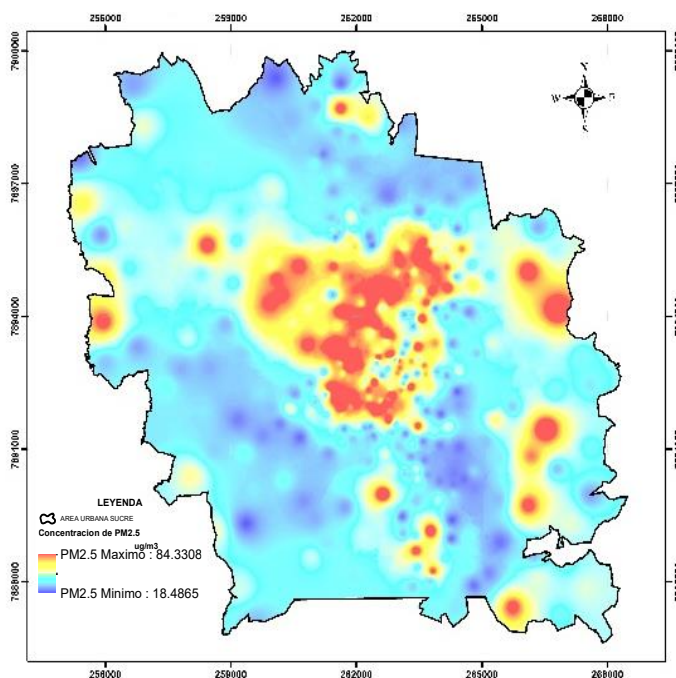 256000 259000 262000 265000 268000
7900000
N
W E
S
7897000
7894000
7891000
LEYENDA
AREA URBANA SUCRE
Concentracion de PM2.5
ug/m3
PM2.5 Maximo : 84.3308
PM2.5 Minimo : 18.4865
7888000
256000 259000 262000 265000 268000